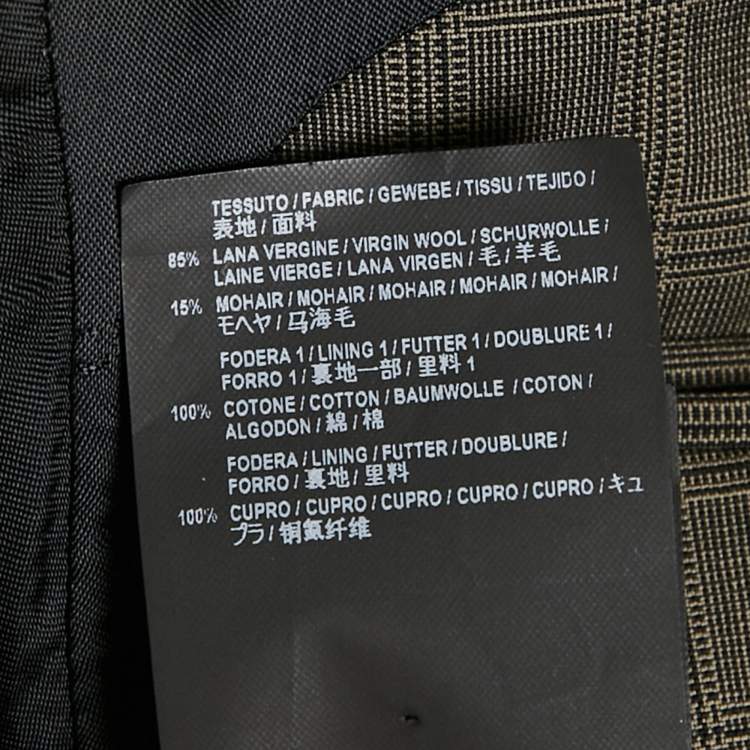 TESSUTO / FABRIC / GEWEBE / TISSU / TEJIDO /
表地 / 面料
85% LANA VERGINE / VIRGIN WOOL / SCHURWOLLE /
LAINE VIERGE / LANA VIRGEN / 毛 / 羊毛
15% MOHAIR / MOHAIR / MOHAIR / MOHAIR / MOHAIR /
モヘヤ / 马海毛
FODERA 1 / LINING 1 / FUTTER 1 / DOUBLURE 1 /
FORRO 1 / 裏地一部 / 里料 1
100% COTONE / COTTON / BAUMWOLLE / COTON /
ALGODON / 綿 / 棉
FODERA / LINING / FUTTER / DOUBLURE /
FORRO / 裏地 / 里料
100% CUPRO / CUPRO / CUPRO / CUPRO / CUPRO / キュ
プラ / 铜氨纤维